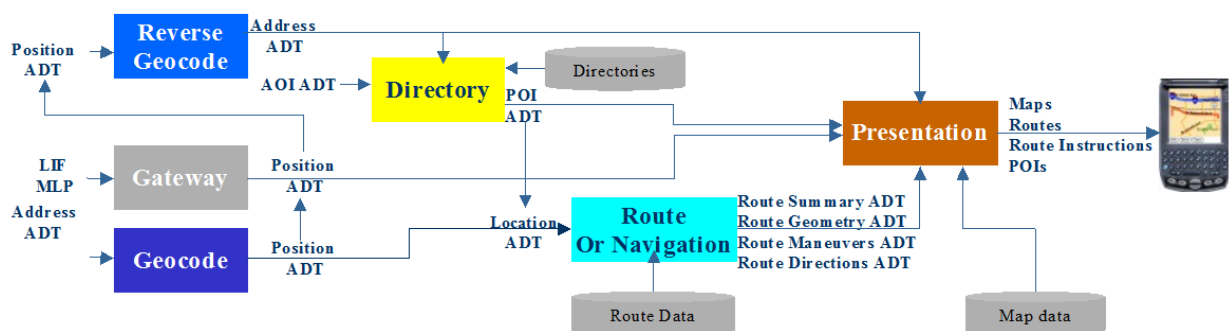 Reverse
Geocode
Address
ADT
Position
ADT
AOI ADT
Directory
Directories
POI
ADT
Presentation
Maps
Routes
Route Instructions
POIs
LIF
MLP
Gateway
Position
ADT
Address
ADT
Geocode
Position
ADT
Location
ADT
Route
Or Navigation
Route Summary ADT
Route Geometry ADT
Route Maneuvers ADT
Route Directions ADT
Route Data
Map data